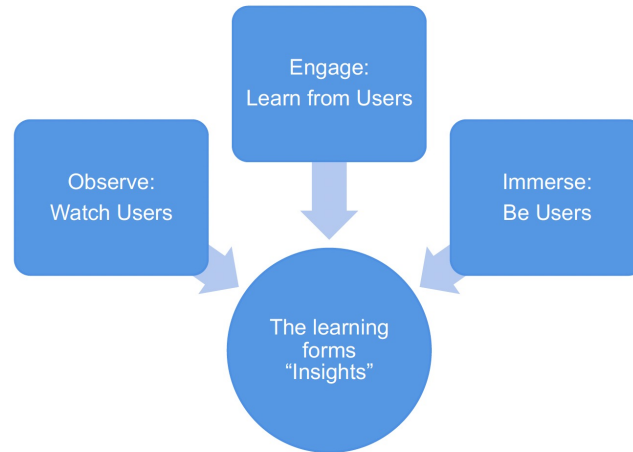 Engage:
Learn from Users
Observe:
Watch Users
Immerse:
Be Users
The learning
forms
“Insights”